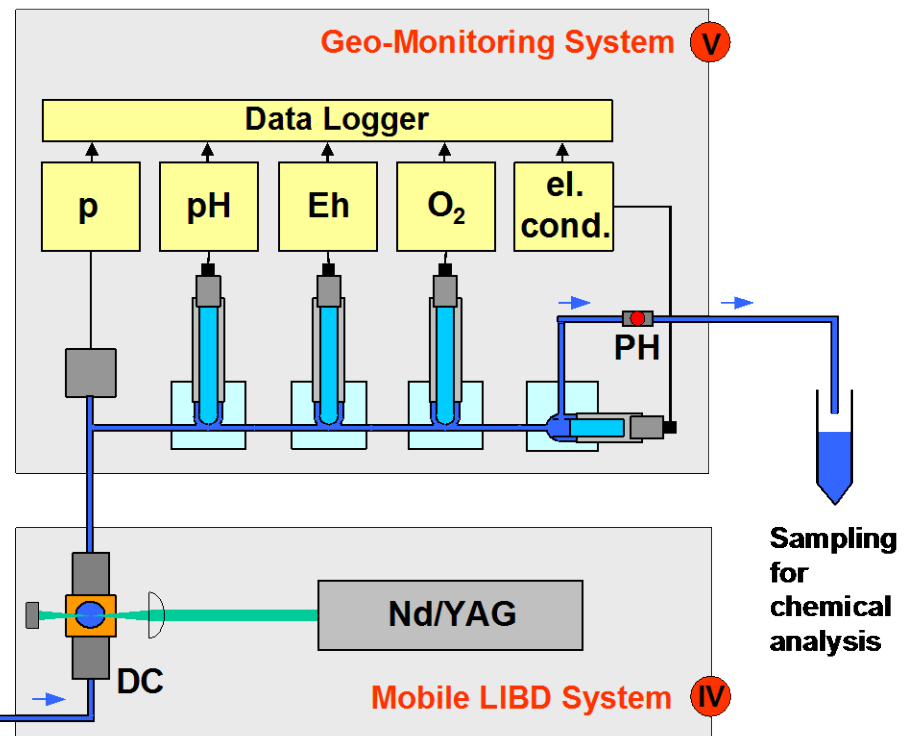 Geo-Monitoring System V
Data Logger
p
pH
Eh
O₂
el.
cond.
PH
Sampling
for
chemical
analysis
Nd/YAG
DC
Mobile LIBD System IV